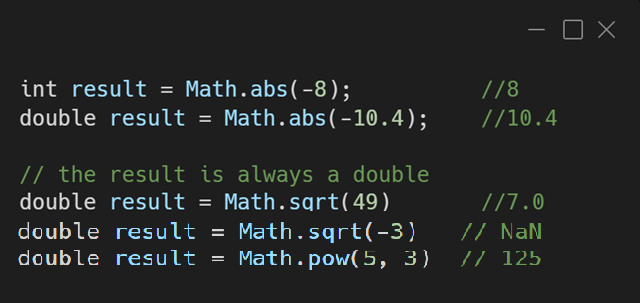 int result = Math.abs(-8); //8
double result = Math.abs(-10.4); //10.4
// the result is always a double
double result = Math.sqrt(49) //7.0
double result = Math.sqrt(-3) // NaN
double result = Math.pow(5, 3) // 125